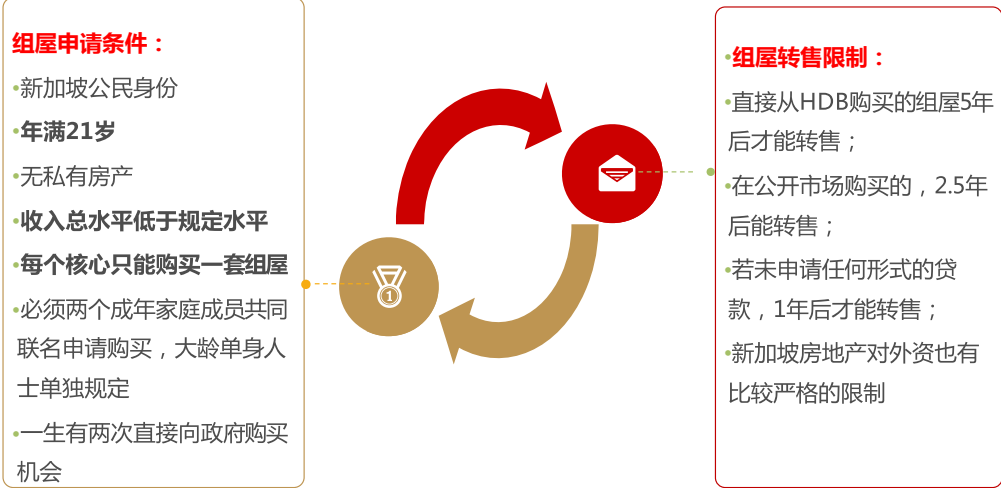 组屋申请条件：
•新加坡公民身份
•年满21岁
•无私有房产
•收入总水平低于规定水平
•每个核心只能购买一套组屋
•必须两个成年家庭成员共同
联名申请购买，大龄单身人
士单独规定
•一生有两次直接向政府购买
机会
1
•组屋转售限制：
•直接从HDB购买的组屋5年
后才能转售；
•在公开市场购买的，2.5年
后能转售；
•若未申请任何形式的贷
款，1年后才能转售；
•新加坡房地产对外资也有
比较严格的限制